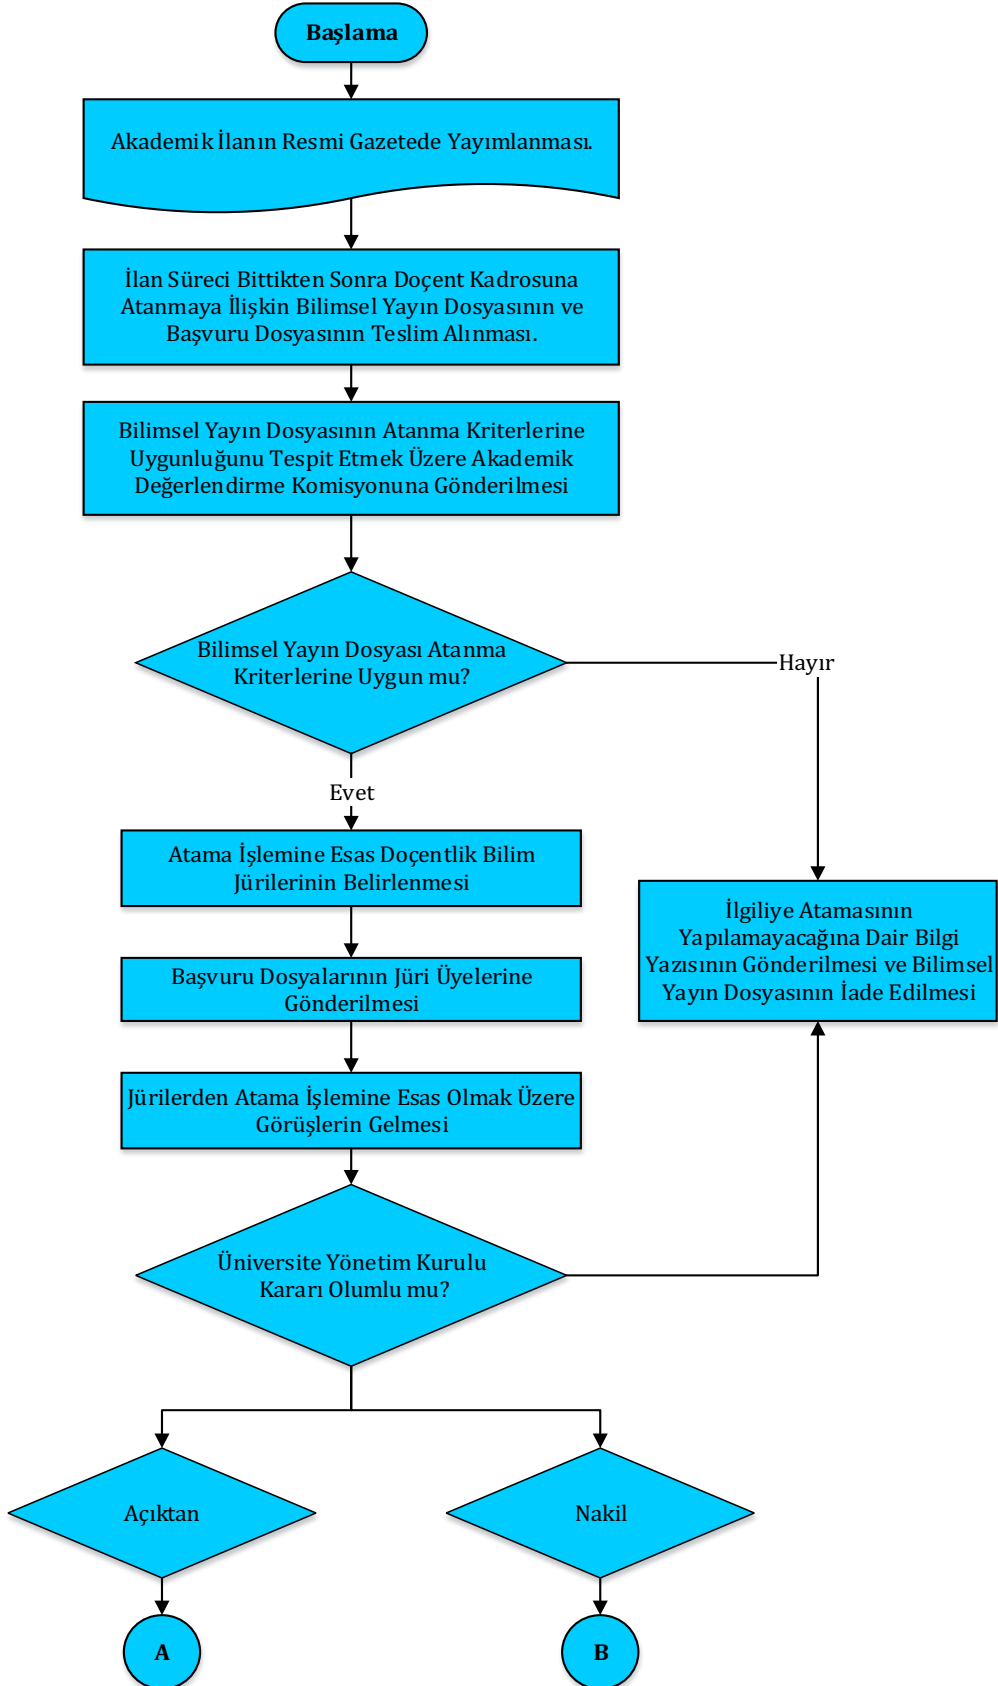 Başlama
Akademik İlanın Resmi Gazetede Yayımlanması.
İlan Süreci Bittikten Sonra Doçent Kadrosuna
Atanmaya İlişkin Bilimsel Yayın Dosyasının ve
Başvuru Dosyasının Teslim Alınması.
Bilimsel Yayın Dosyasının Atanma Kriterlerine
Uygunluğunu Tespit Etmek Üzere Akademik
Değerlendirme Komisyonuna Gönderilmesi
Bilimsel Yayın Dosyası Atanma
Kriterlerine Uygun mu?
Hayır
Evet
Atama İşlemine Esas Doçentlik Bilim
Jürilerinin Belirlenmesi
İlgiliye Atamasının
Yapılamayacağına Dair Bilgi
Yazısının Gönderilmesi ve Bilimsel
Yayın Dosyasının İade Edilmesi
Başvuru Dosyalarının Jüri Üyelerine
Gönderilmesi
Jürilerden Atama İşlemine Esas Olmak Üzere
Görüşlerin Gelmesi
Üniversite Yönetim Kurulu
Kararı Olumlu mu?
Açıktan
Nakil
A
B